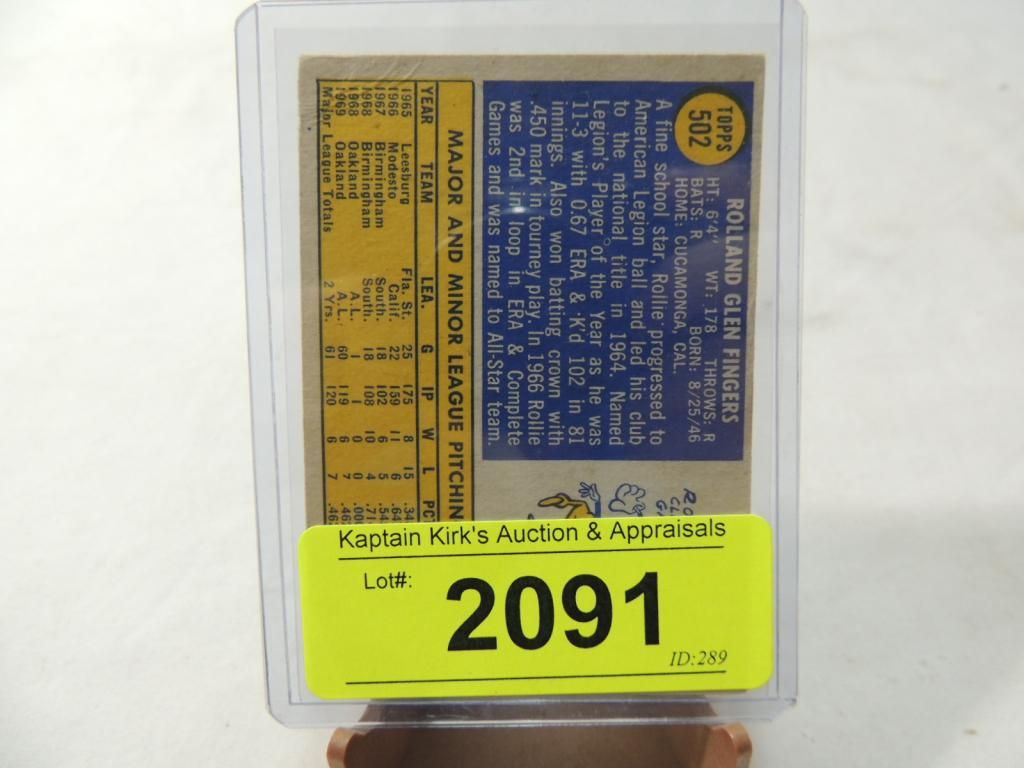 TOPPS
502
ROLLAND GLEN FINGERS
HT: 6'4" WT: 178 THROWS: R
BATS: R BORN: 8/25/46
HOME: CUCAMONGA, CAL.
A fine school star, Rollie progressed to
American Legion ball and led his club
to the national title in 1964. Named
Legion's Player of the Year as he was
11-3 with 0.67 ERA & 'K'd 102 in 81
innings. Also won batting crown with
.450 mark in tourney play. In 1966 Rollie
was 2nd in loop in ERA & Complete
Games and was named to All-Star team.
MAJOR AND MINOR LEAGUE PITCHIN
YEAR TEAM LEA. G IP W L PC
1965 Leesburg Fla. St. 25 175 8 15 .34
1966 Modesto Calif. 22 159 11 6 .64
1967 Birmingham South. 18 102 6 5 .54
1968 Birmingham South. 18 108 10 4 .71
1968 Oakland A.L. 1 1 0 0 .00
1969 Oakland A.L. 60 119 6 7 .46
Major League Totals 2 Yrs. 61 120 6 7 .46
Kaptain Kirk's Auction & Appraisals
Lot#:
2091
ID:289